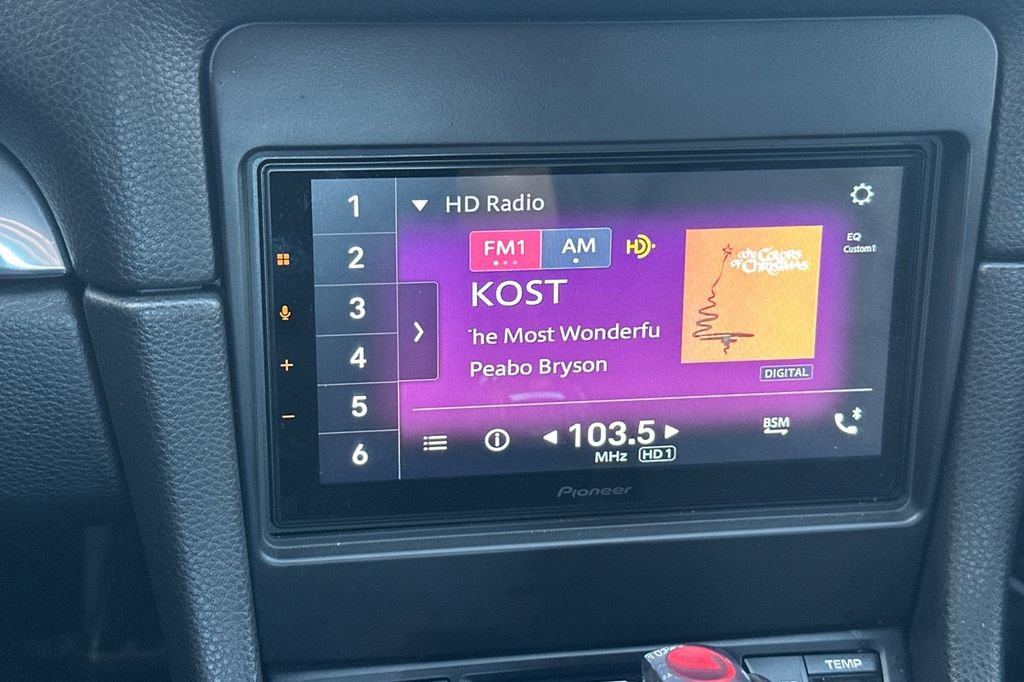 1
2
3
4
5
6
HD Radio
FM1
AM
HD
EQ
Custom1
KOST
he Most Wonderfu
Peabo Bryson
Colors
of Christmas
DIGITAL
103.5
MHz HD1
BSM
Pioneer
TEMP